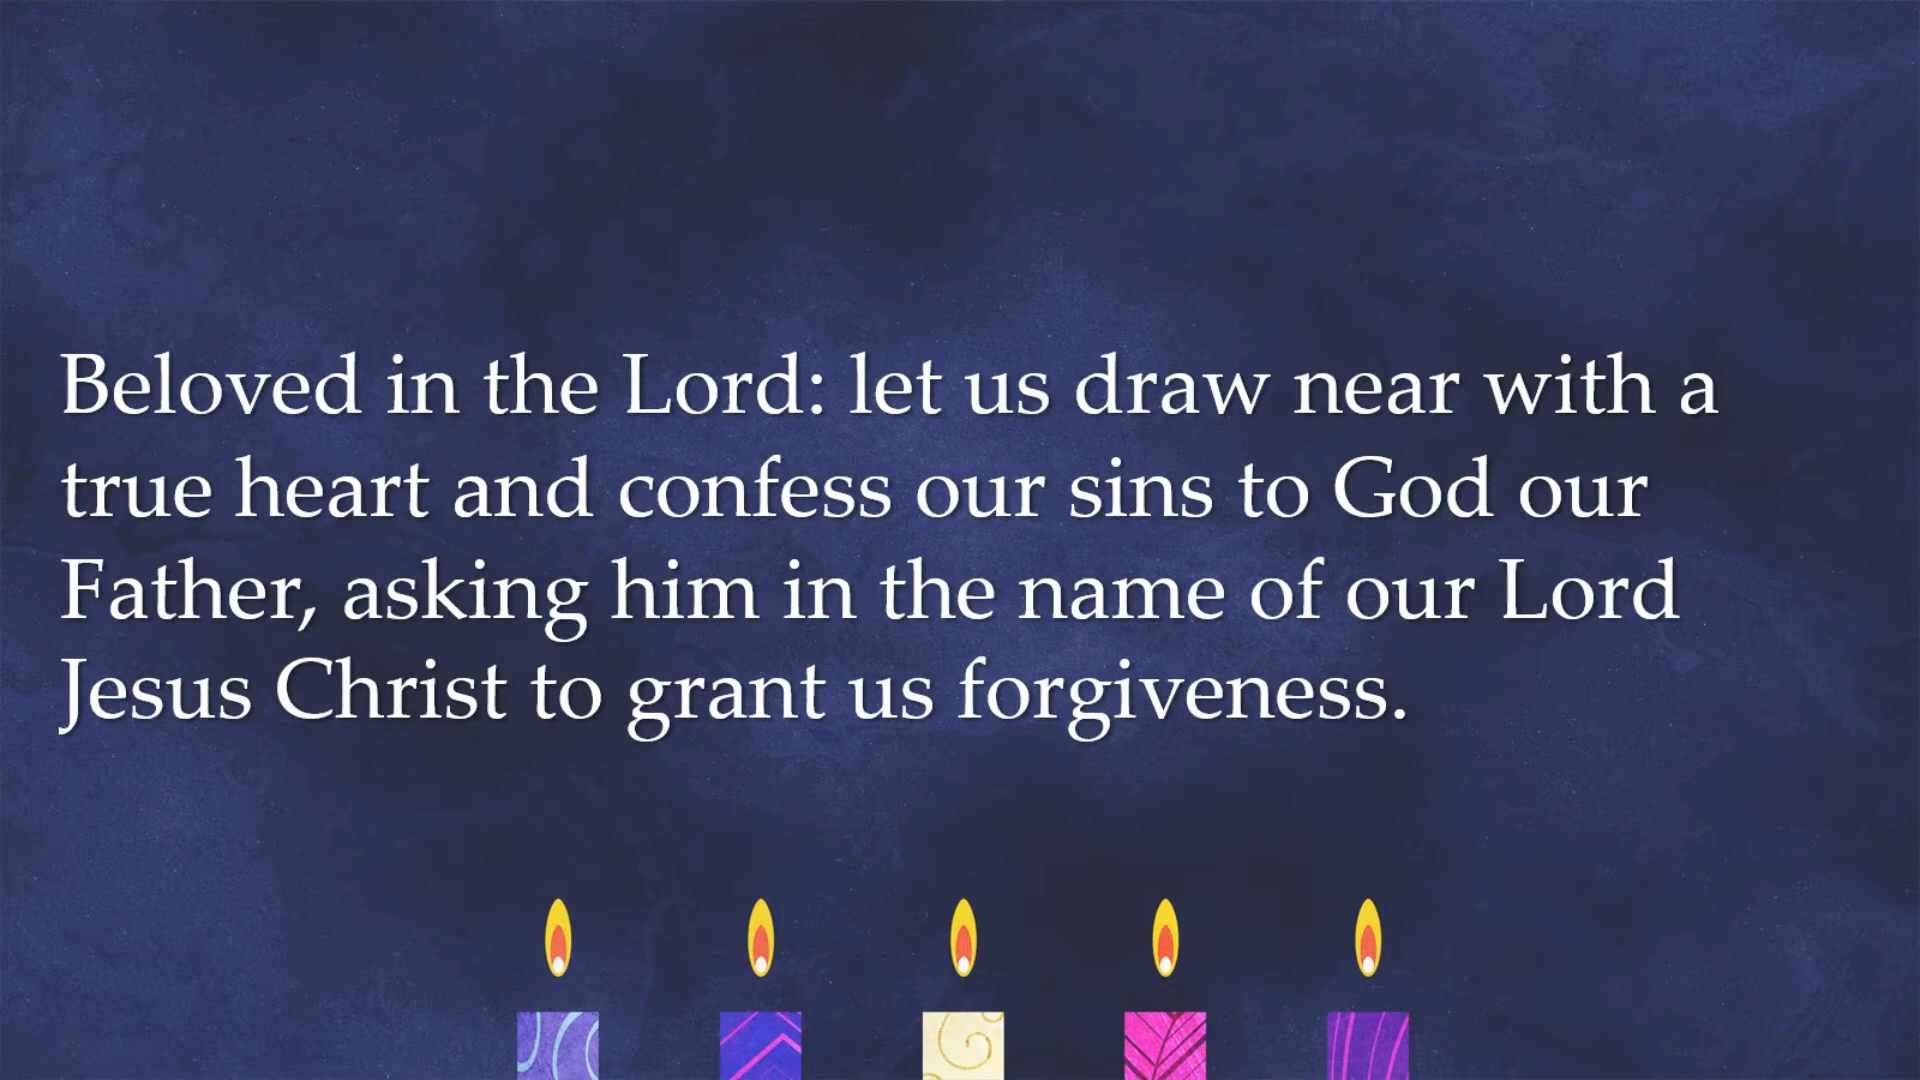 Beloved in the Lord: let us draw near with a
true heart and confess our sins to God our
Father, asking him in the name of our Lord
Jesus Christ to grant us forgiveness.